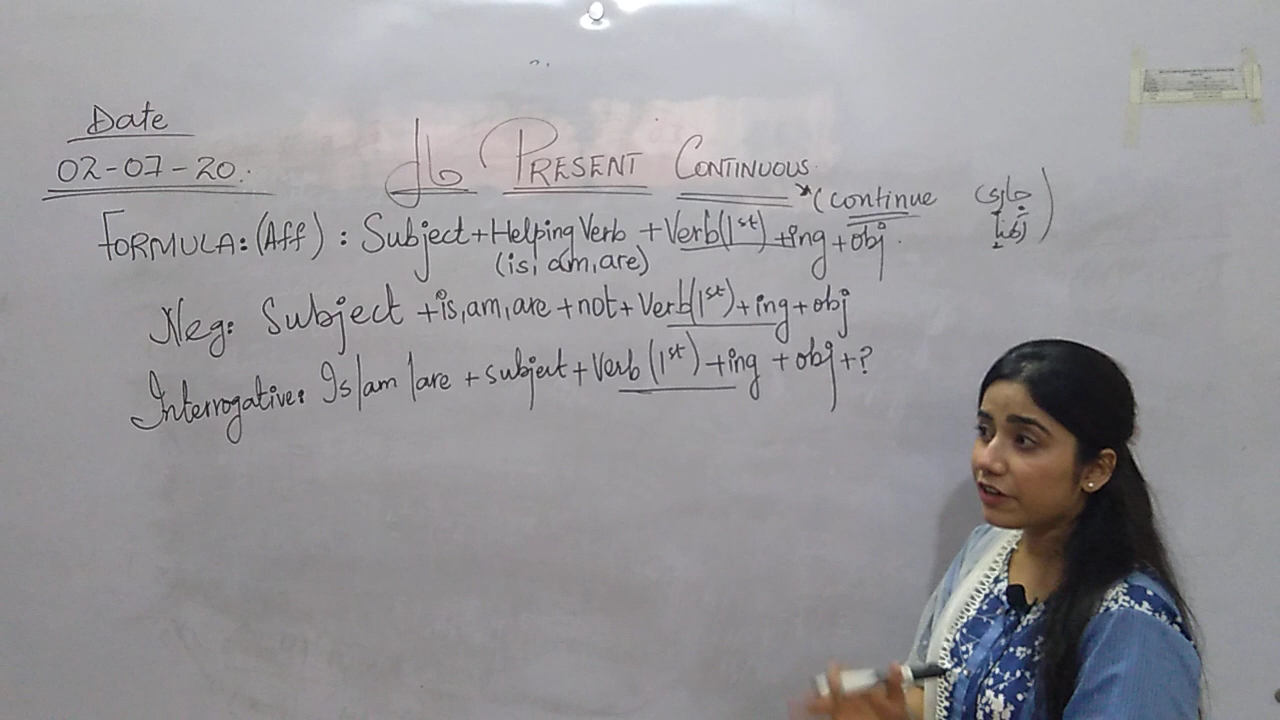 Date
02-07-20.
PRESENT CONTINUOUS
*(continue جاری رکھنا)
FORMULA: (Aff) : Subject + Helping Verb + Verb(1st) + ing + obj.
(is, am, are)
Neg: Subject + is, am, are + not + Verb(1st) + ing + obj
Interrogative: Is/am/are + subject + Verb (1st) + ing + obj + ?